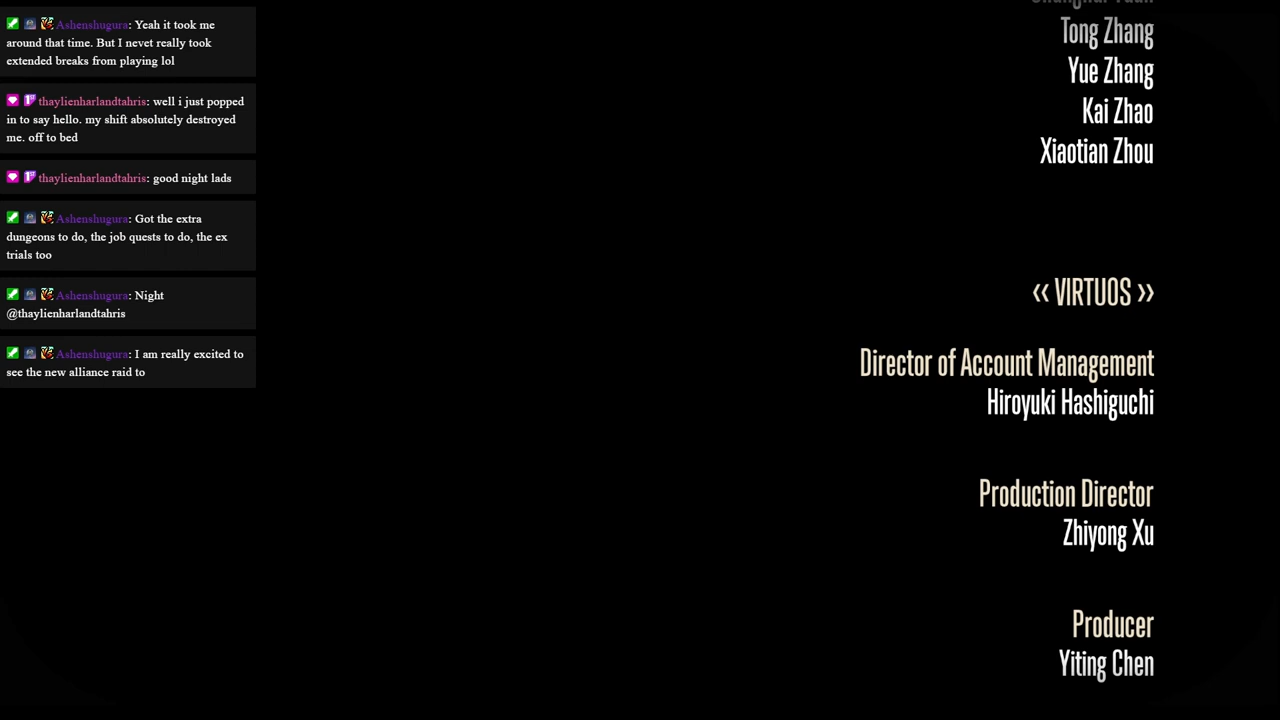 Ashenshugura: Yeah it took me
around that time. But I nevet really took
extended breaks from playing lol
thaylienharlandtahris: well i just popped
in to say hello. my shift absolutely destroyed
me. off to bed
thaylienharlandtahris: good night lads
Ashenshugura: Got the extra
dungeons to do, the job quests to do, the ex
trials too
Ashenshugura: Night
@thaylienharlandtahris
Ashenshugura: I am really excited to
see the new alliance raid to
Tong Zhang
Yue Zhang
Kai Zhao
Xiaotian Zhou
‹‹ VIRTUOS ››
Director of Account Management
Hiroyuki Hashiguchi
Production Director
Zhiyong Xu
Producer
Yiting Chen